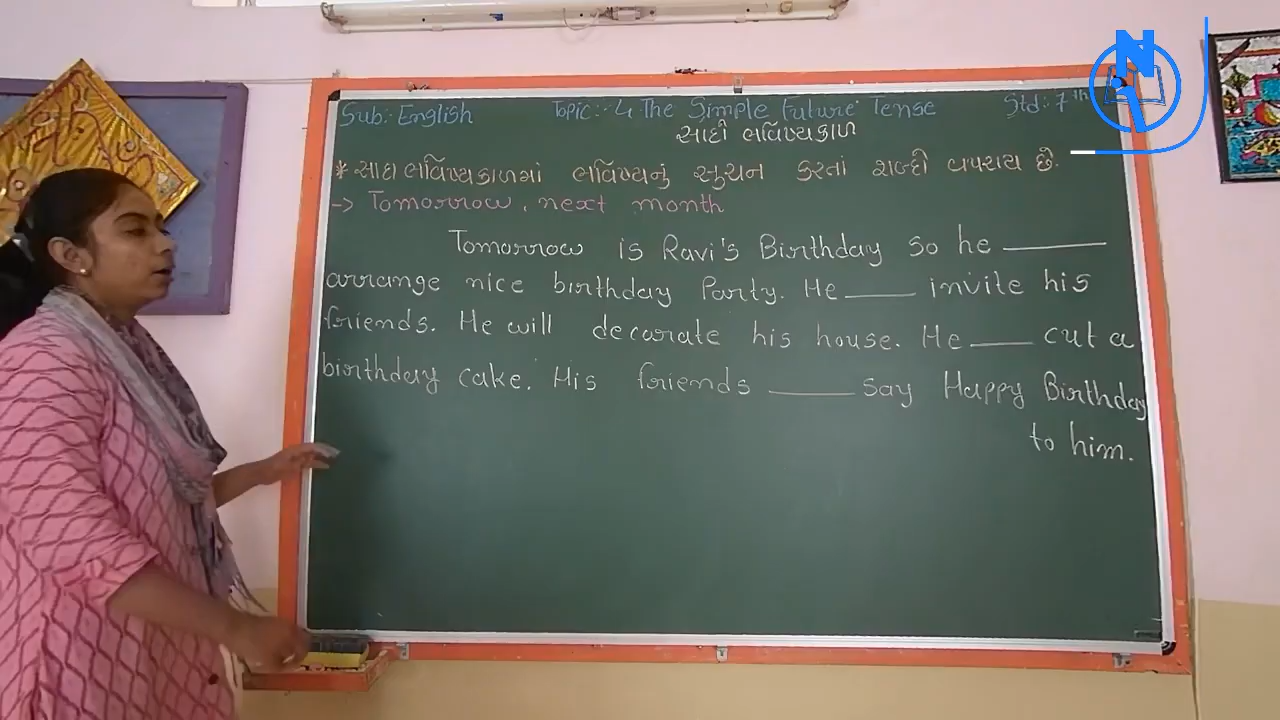 Sub:- English Topic:- 4 The Simple Future Tense Std:- 7th
સાદો ભવિષ્યકાળ
* સાદા ભવિષ્યકાળમાં ભવિષ્યનું સુચન કરતાં શબ્દો વપરાય છે.
-> Tomorrow, next month
Tomorrow is Ravi's Birthday so he ______
arrange nice birthday Party. He ____ invite his
friends. He will decorate his house. He ____ cut a
birthday cake. His friends _____ say Happy Birthday
to him.